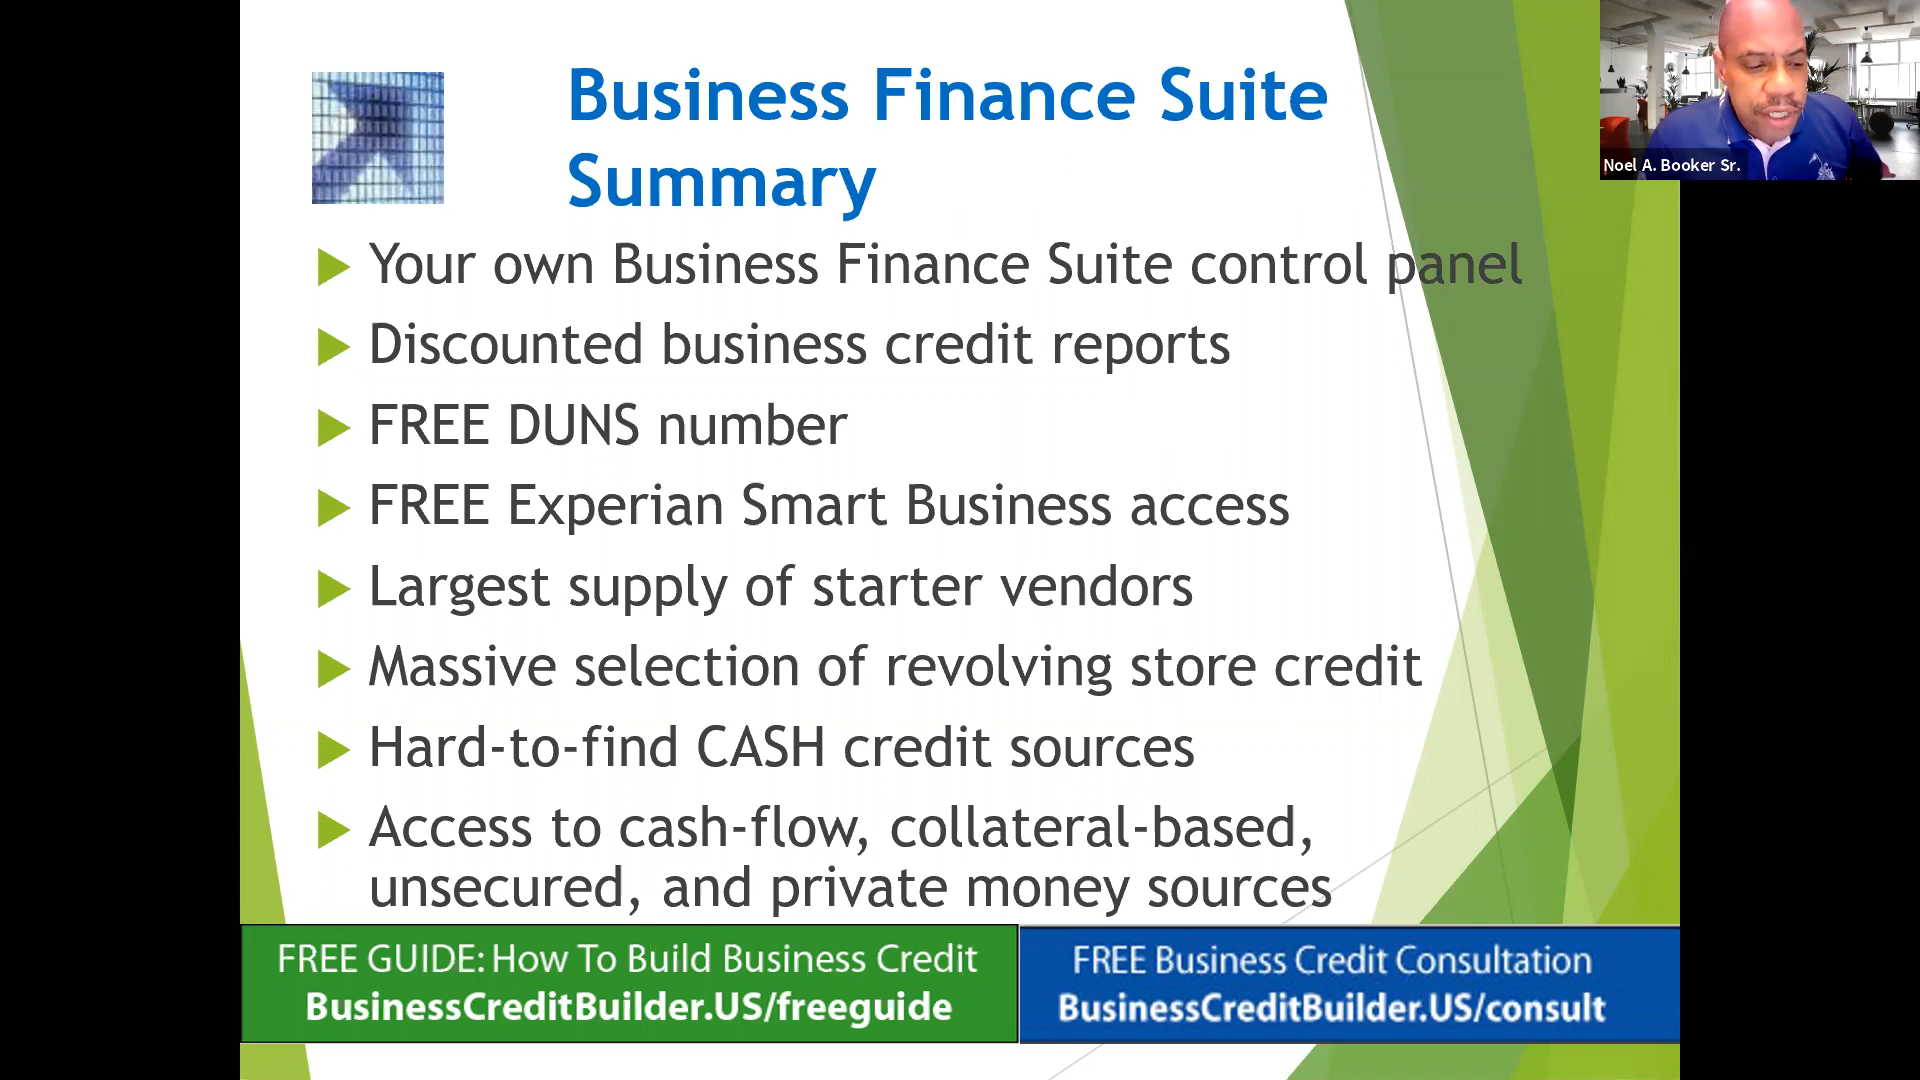 Business Finance Suite
Summary
Noel A. Booker Sr.
Your own Business Finance Suite control panel
Discounted business credit reports
FREE DUNS number
FREE Experian Smart Business access
Largest supply of starter vendors
Massive selection of revolving store credit
Hard-to-find CASH credit sources
Access to cash-flow, collateral-based,
unsecured, and private money sources
FREE GUIDE: How To Build Business Credit
BusinessCreditBuilder.US/freeguide
FREE Business Credit Consultation
BusinessCreditBuilder.US/consult